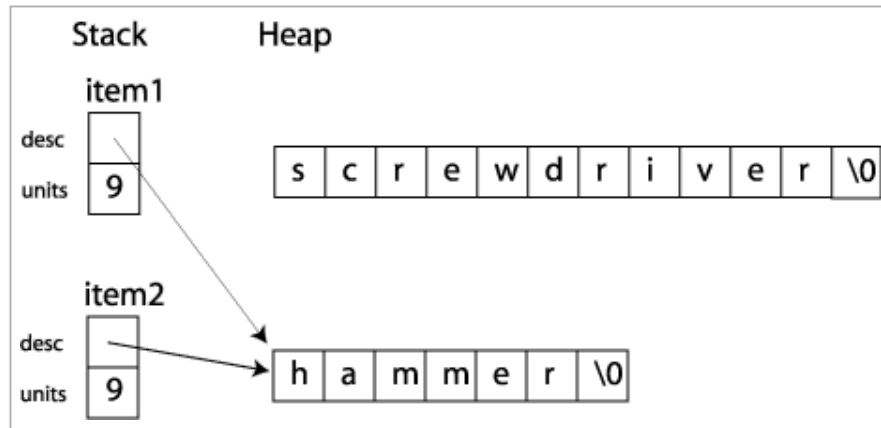 Stack Heap
item1
desc
units 9
s c r e w d r i v e r \0
item2
desc
units 9
h a m m e r \0